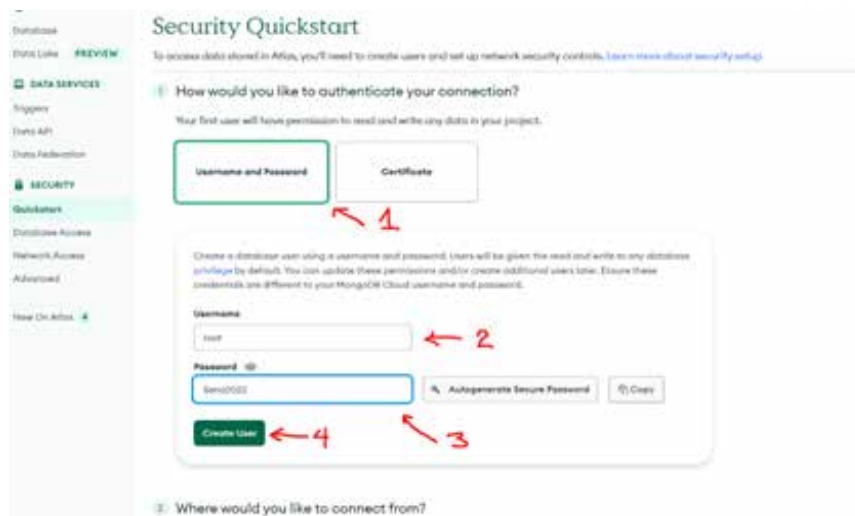 Database
Security Quickstart
Data Lake PREVIEW
To access data stored in Atlas, you'll need to create users and set up network security controls. Learn more about security setup
DATA SERVICES
1 How would you like to authenticate your connection?
Triggers
Your first user will have permission to read and write any data in your project.
Data API
Data Federation
Username and Password
Certificate
SECURITY
Quickstart
1
Database Access
Network Access
Create a database user using a username and password. Users will be given the read and write to any database
privilege by default. You can update these permissions and/or create additional users later. Ensure these
Advanced
credentials are different to your MongoDB Cloud username and password.
New On Atlas 4
Username
root
2
Password
Autogenerate Secure Password
Copy
3
Create User
4
2 Where would you like to connect from?